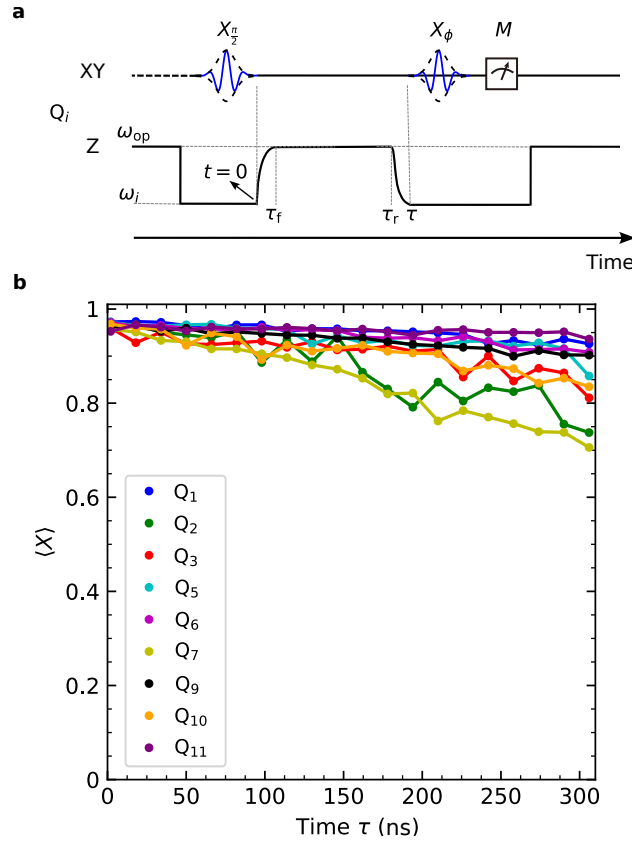 a
X_{π/2} X_ϕ M
XY
Q_i
ω_op
Z
t = 0
ω_i
τ_f τ_r τ
Time
b
1
0.8
0.6
0.4
0.2
0
⟨X⟩
Q_1
Q_2
Q_3
Q_5
Q_6
Q_7
Q_9
Q_10
Q_11
0 50 100 150 200 250 300
Time τ (ns)